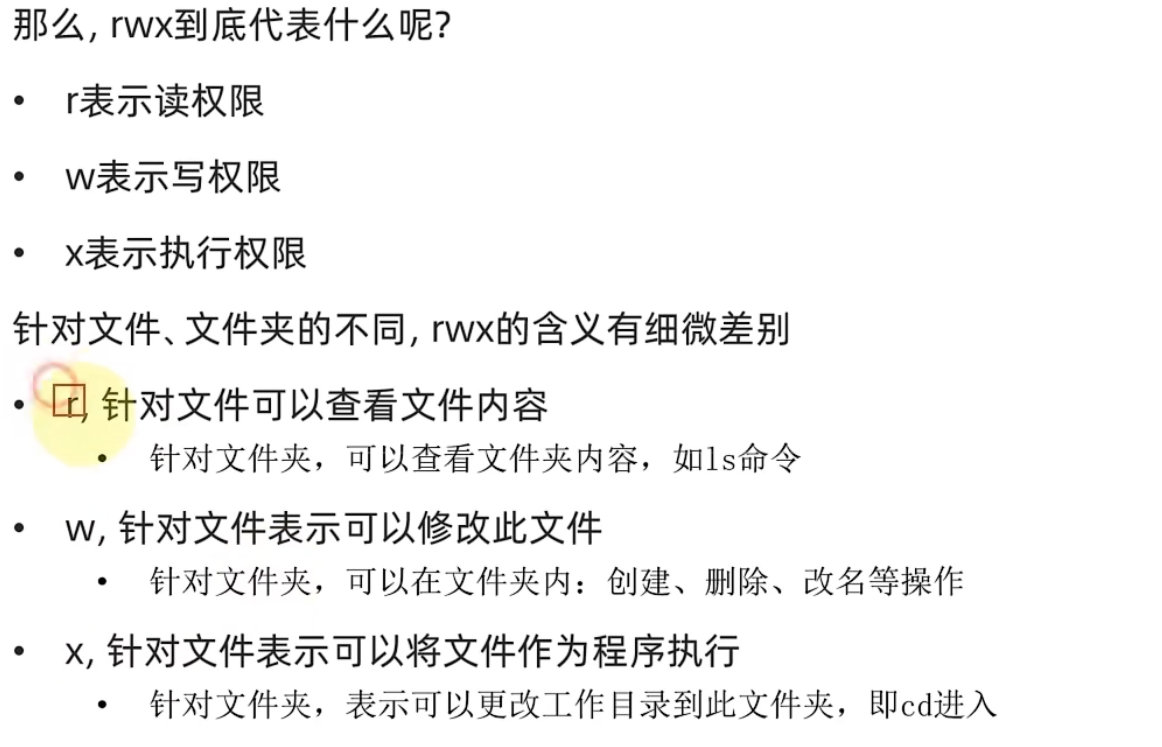 那么, rwx到底代表什么呢?
• r表示读权限
• w表示写权限
• x表示执行权限
针对文件、文件夹的不同, rwx的含义有细微差别
• r, 针对文件可以查看文件内容
• 针对文件夹，可以查看文件夹内容，如ls命令
• w, 针对文件表示可以修改此文件
• 针对文件夹，可以在文件夹内：创建、删除、改名等操作
• x, 针对文件表示可以将文件作为程序执行
• 针对文件夹，表示可以更改工作目录到此文件夹，即cd进入